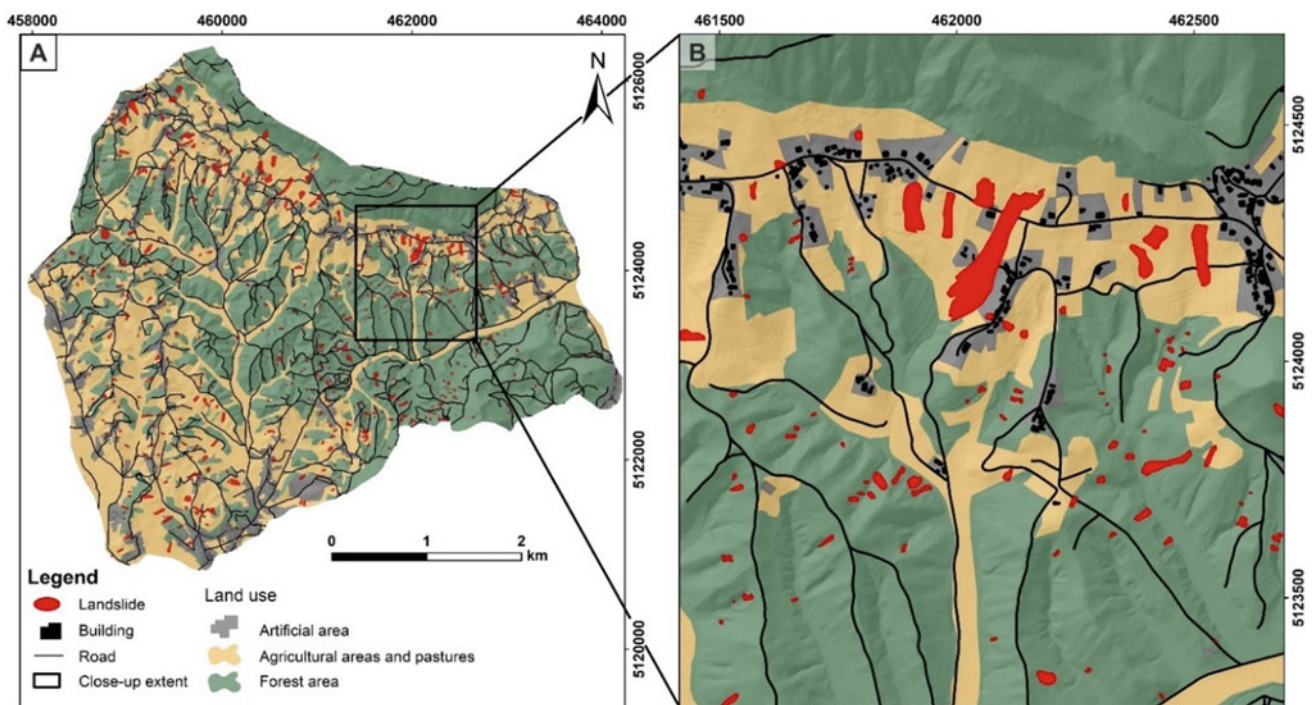 458000 460000 462000 464000
A
N
5126000
5124000
5122000
5120000
0 1 2
km
Legend
Landslide
Building
Road
Close-up extent
Land use
Artificial area
Agricultural areas and pastures
Forest area
461500 462000 462500
B
5124500
5124000
5123500